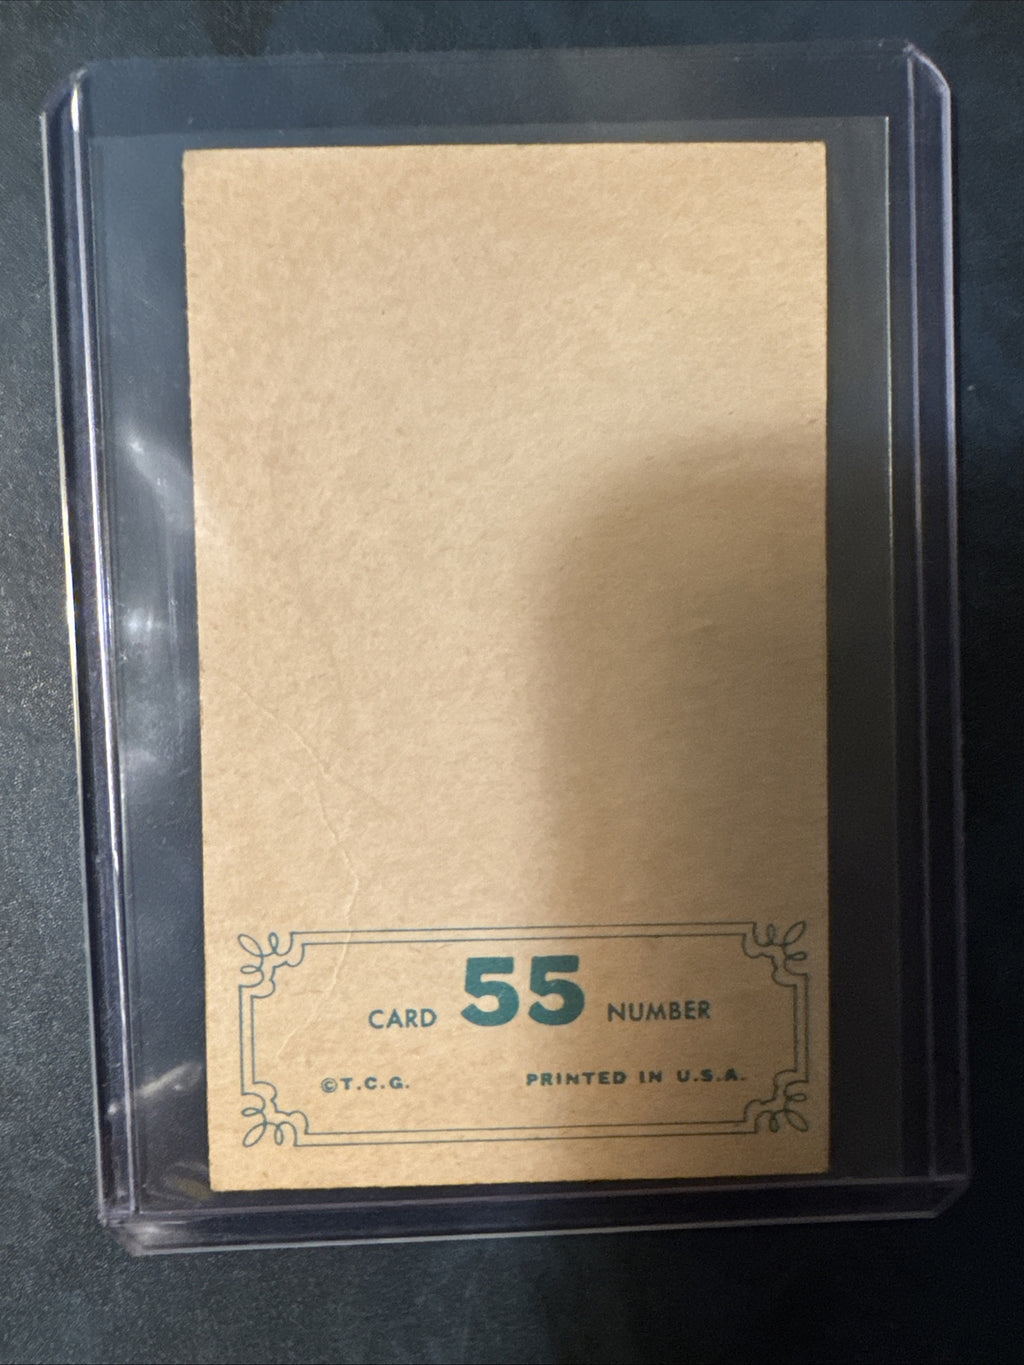 CARD 55 NUMBER
©T.C.G. PRINTED IN U.S.A.